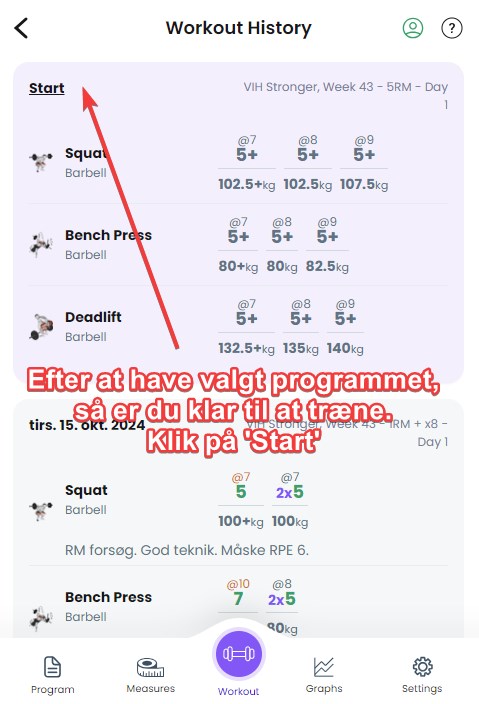 Workout History
?
Start
VIH Stronger, Week 43 - 5RM - Day
1
Squat
Barbell
@7 @8 @9
5+ 5+ 5+
102.5+kg 102.5kg 107.5kg
Bench Press
Barbell
@7 @8 @9
5+ 5+ 5+
80+kg 80kg 82.5kg
Deadlift
Barbell
@7 @8 @9
5+ 5+ 5+
132.5+kg 135kg 140kg
Efter at have valgt programmet,
så er du klar til at træne.
Klik på 'Start'
tirs. 15. okt. 2024
VIH Stronger, Week 43 - 1RM + x8 -
Day 1
Squat
Barbell
@7 @7
5 2x5
100+kg 100kg
RM forsøg. God teknik. Måske RPE 6.
Bench Press
Barbell
@10 @8
7 2x5
80kg
Program
Measures
Workout
Graphs
Settings